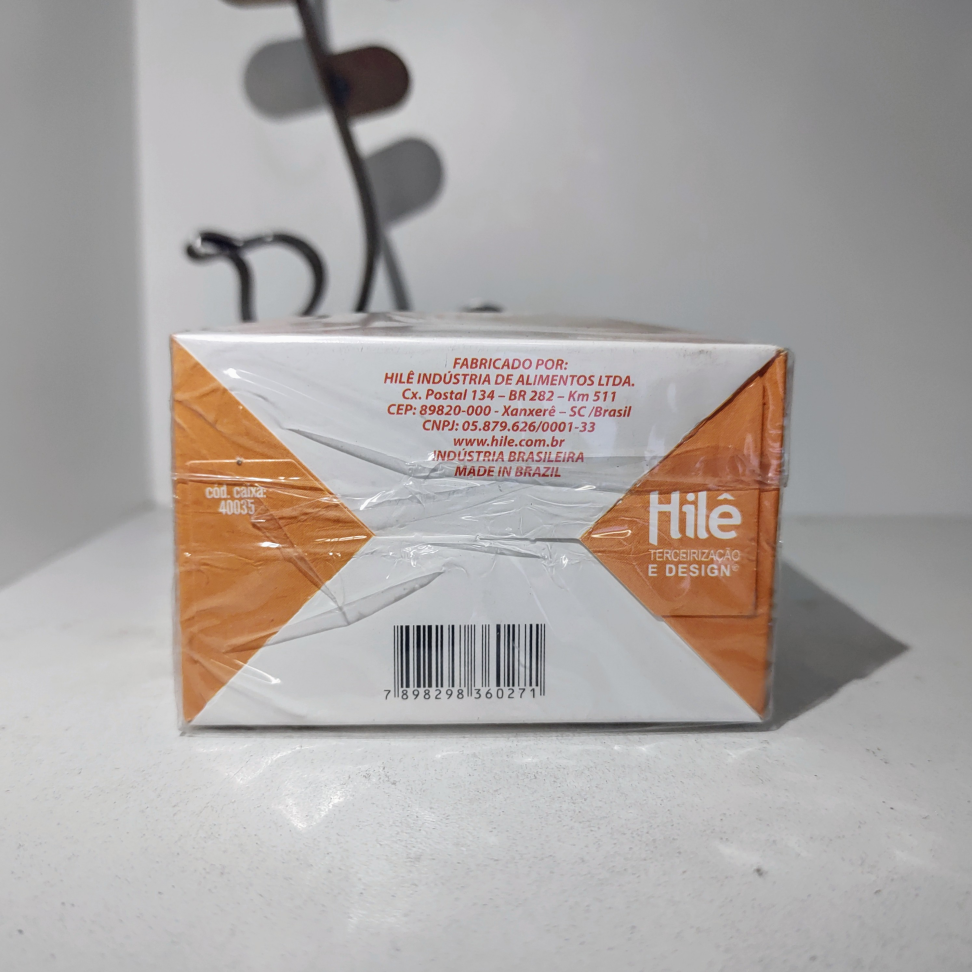 FABRICADO POR:
HILÊ INDÚSTRIA DE ALIMENTOS LTDA.
Cx. Postal 134 – BR 282 – Km 511
CEP: 89820-000 - Xanxerê – SC /Brasil
CNPJ: 05.879.626/0001-33
www.hile.com.br
INDÚSTRIA BRASILEIRA
MADE IN BRAZIL
cód. caixa:
40035
Hilê
TERCEIRIZAÇÃO
E DESIGN©
7 898298 360271